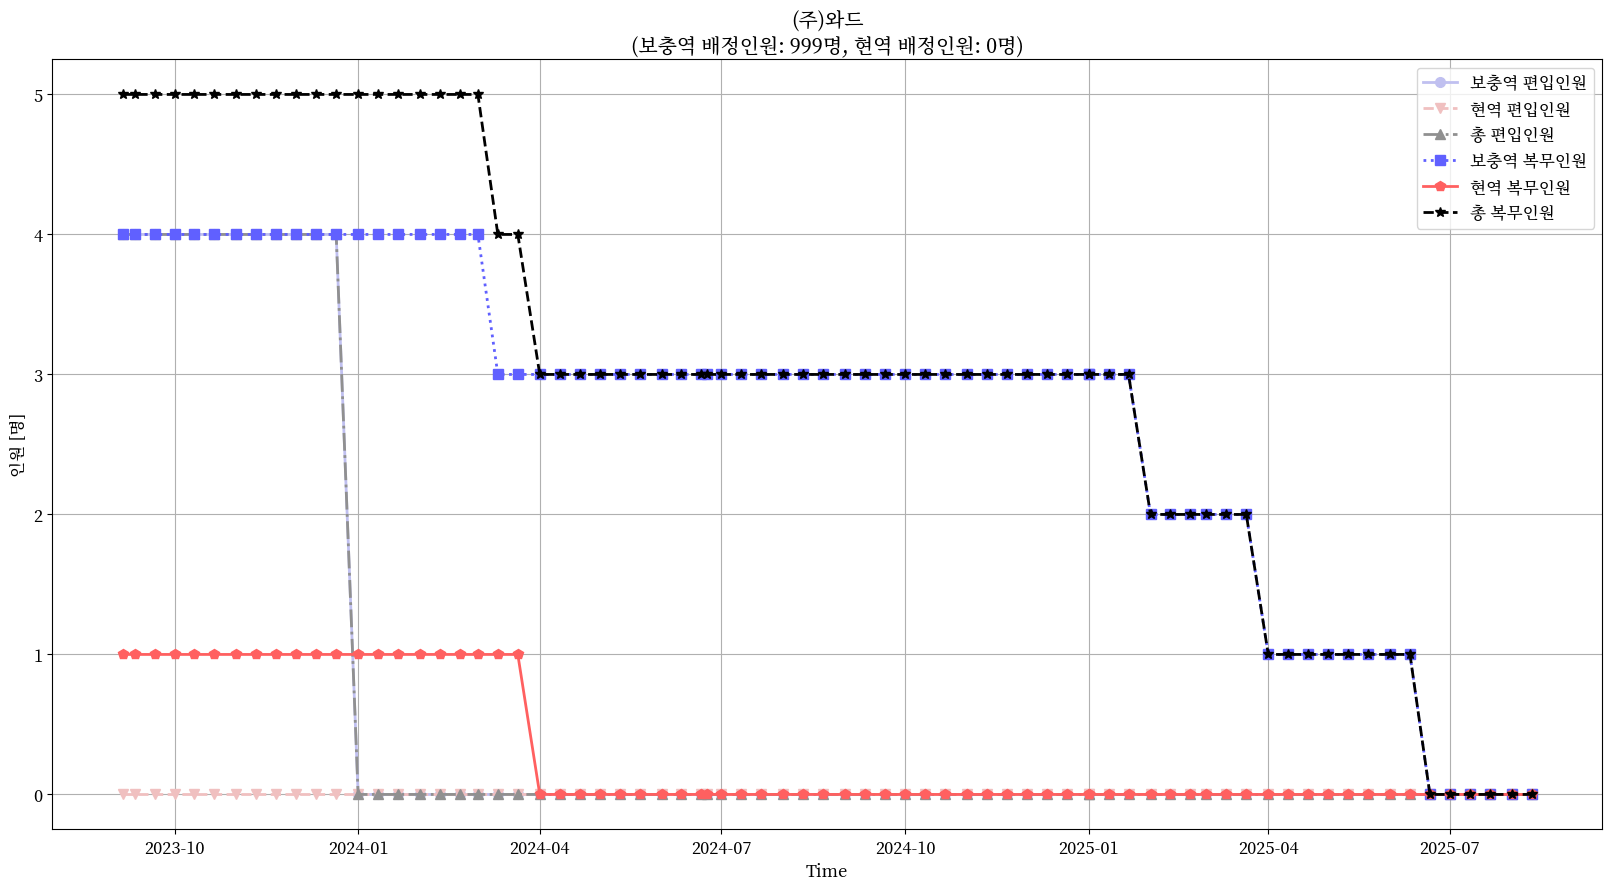 (주)와드
(보충역 배정인원: 999명, 현역 배정인원: 0명)
보충역 편입인원
현역 편입인원
총 편입인원
보충역 복무인원
현역 복무인원
총 복무인원
인원 [명]
5
4
3
2
1
0
2023-10
2024-01
2024-04
2024-07
2024-10
2025-01
2025-04
2025-07
Time